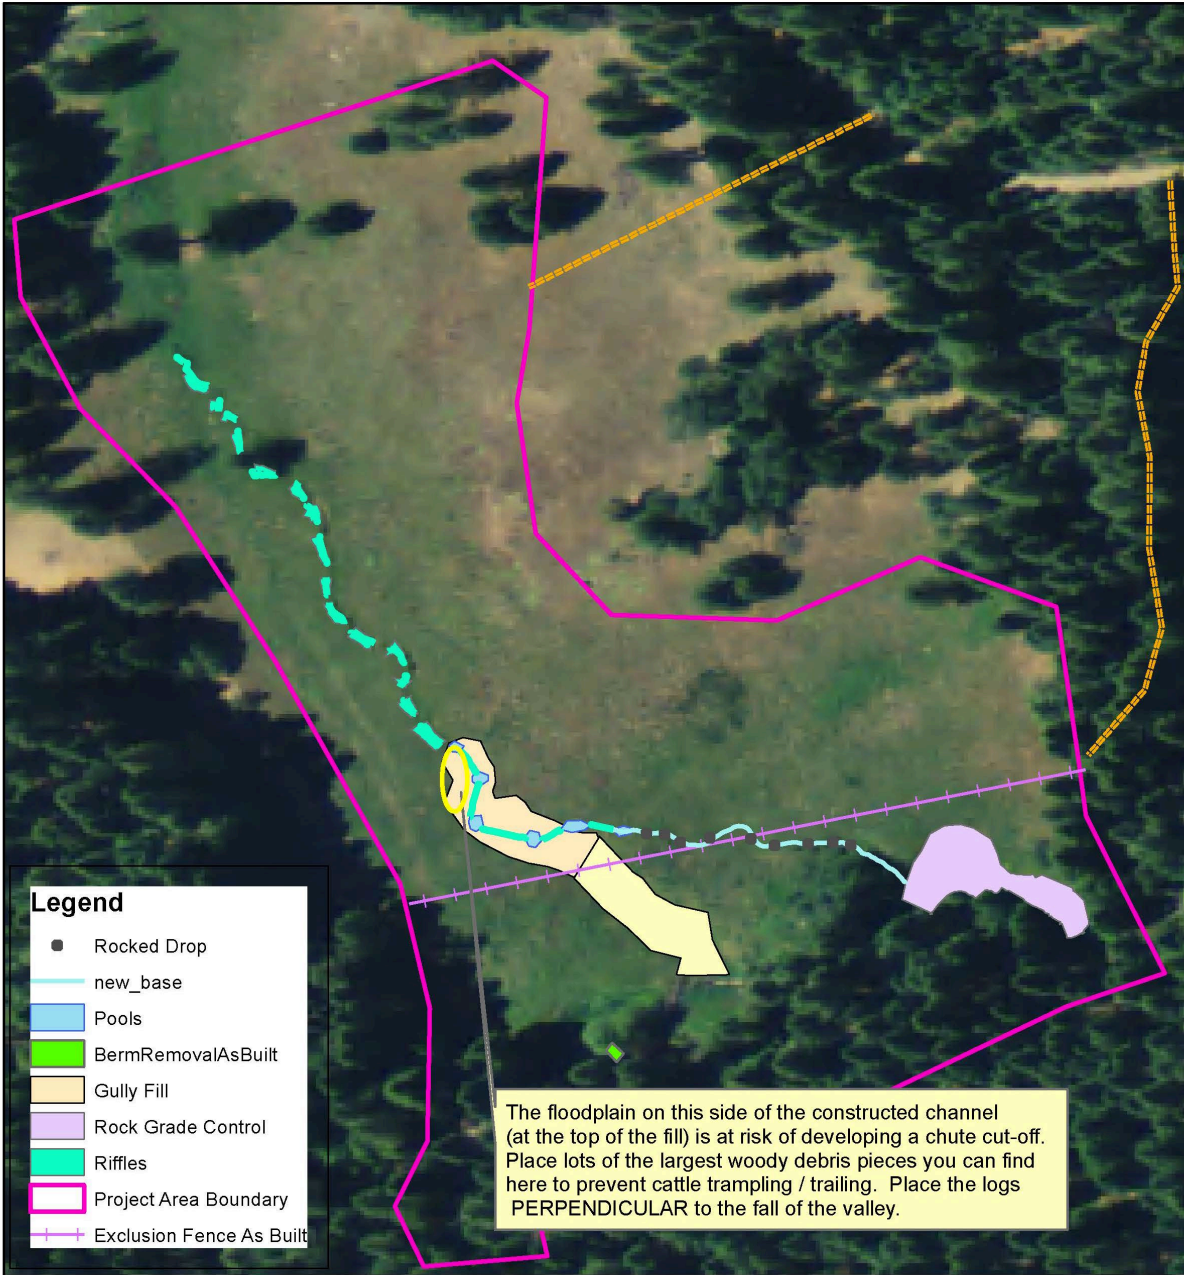 Legend
Rocked Drop
new_base
Pools
BermRemovalAsBuilt
Gully Fill
Rock Grade Control
Riffles
Project Area Boundary
Exclusion Fence As Built
The floodplain on this side of the constructed channel
(at the top of the fill) is at risk of developing a chute cut-off.
Place lots of the largest woody debris pieces you can find
here to prevent cattle trampling / trailing.  Place the logs
PERPENDICULAR to the fall of the valley.